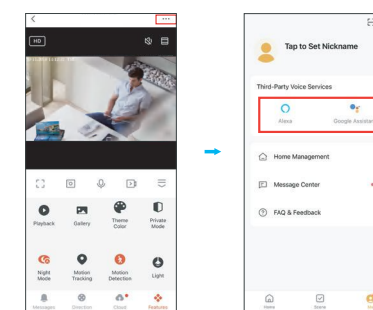 HD
Playback
Gallery
Theme
Color
Private
Mode
Night
Mode
Motion
Tracking
Motion
Detection
Light
Messages
Direction
Cloud
Features
Tap to Set Nickname
Third-Party Voice Services
Alexa
Google Assistan
Home Management
Message Center
FAQ & Feedback
Home
Scene